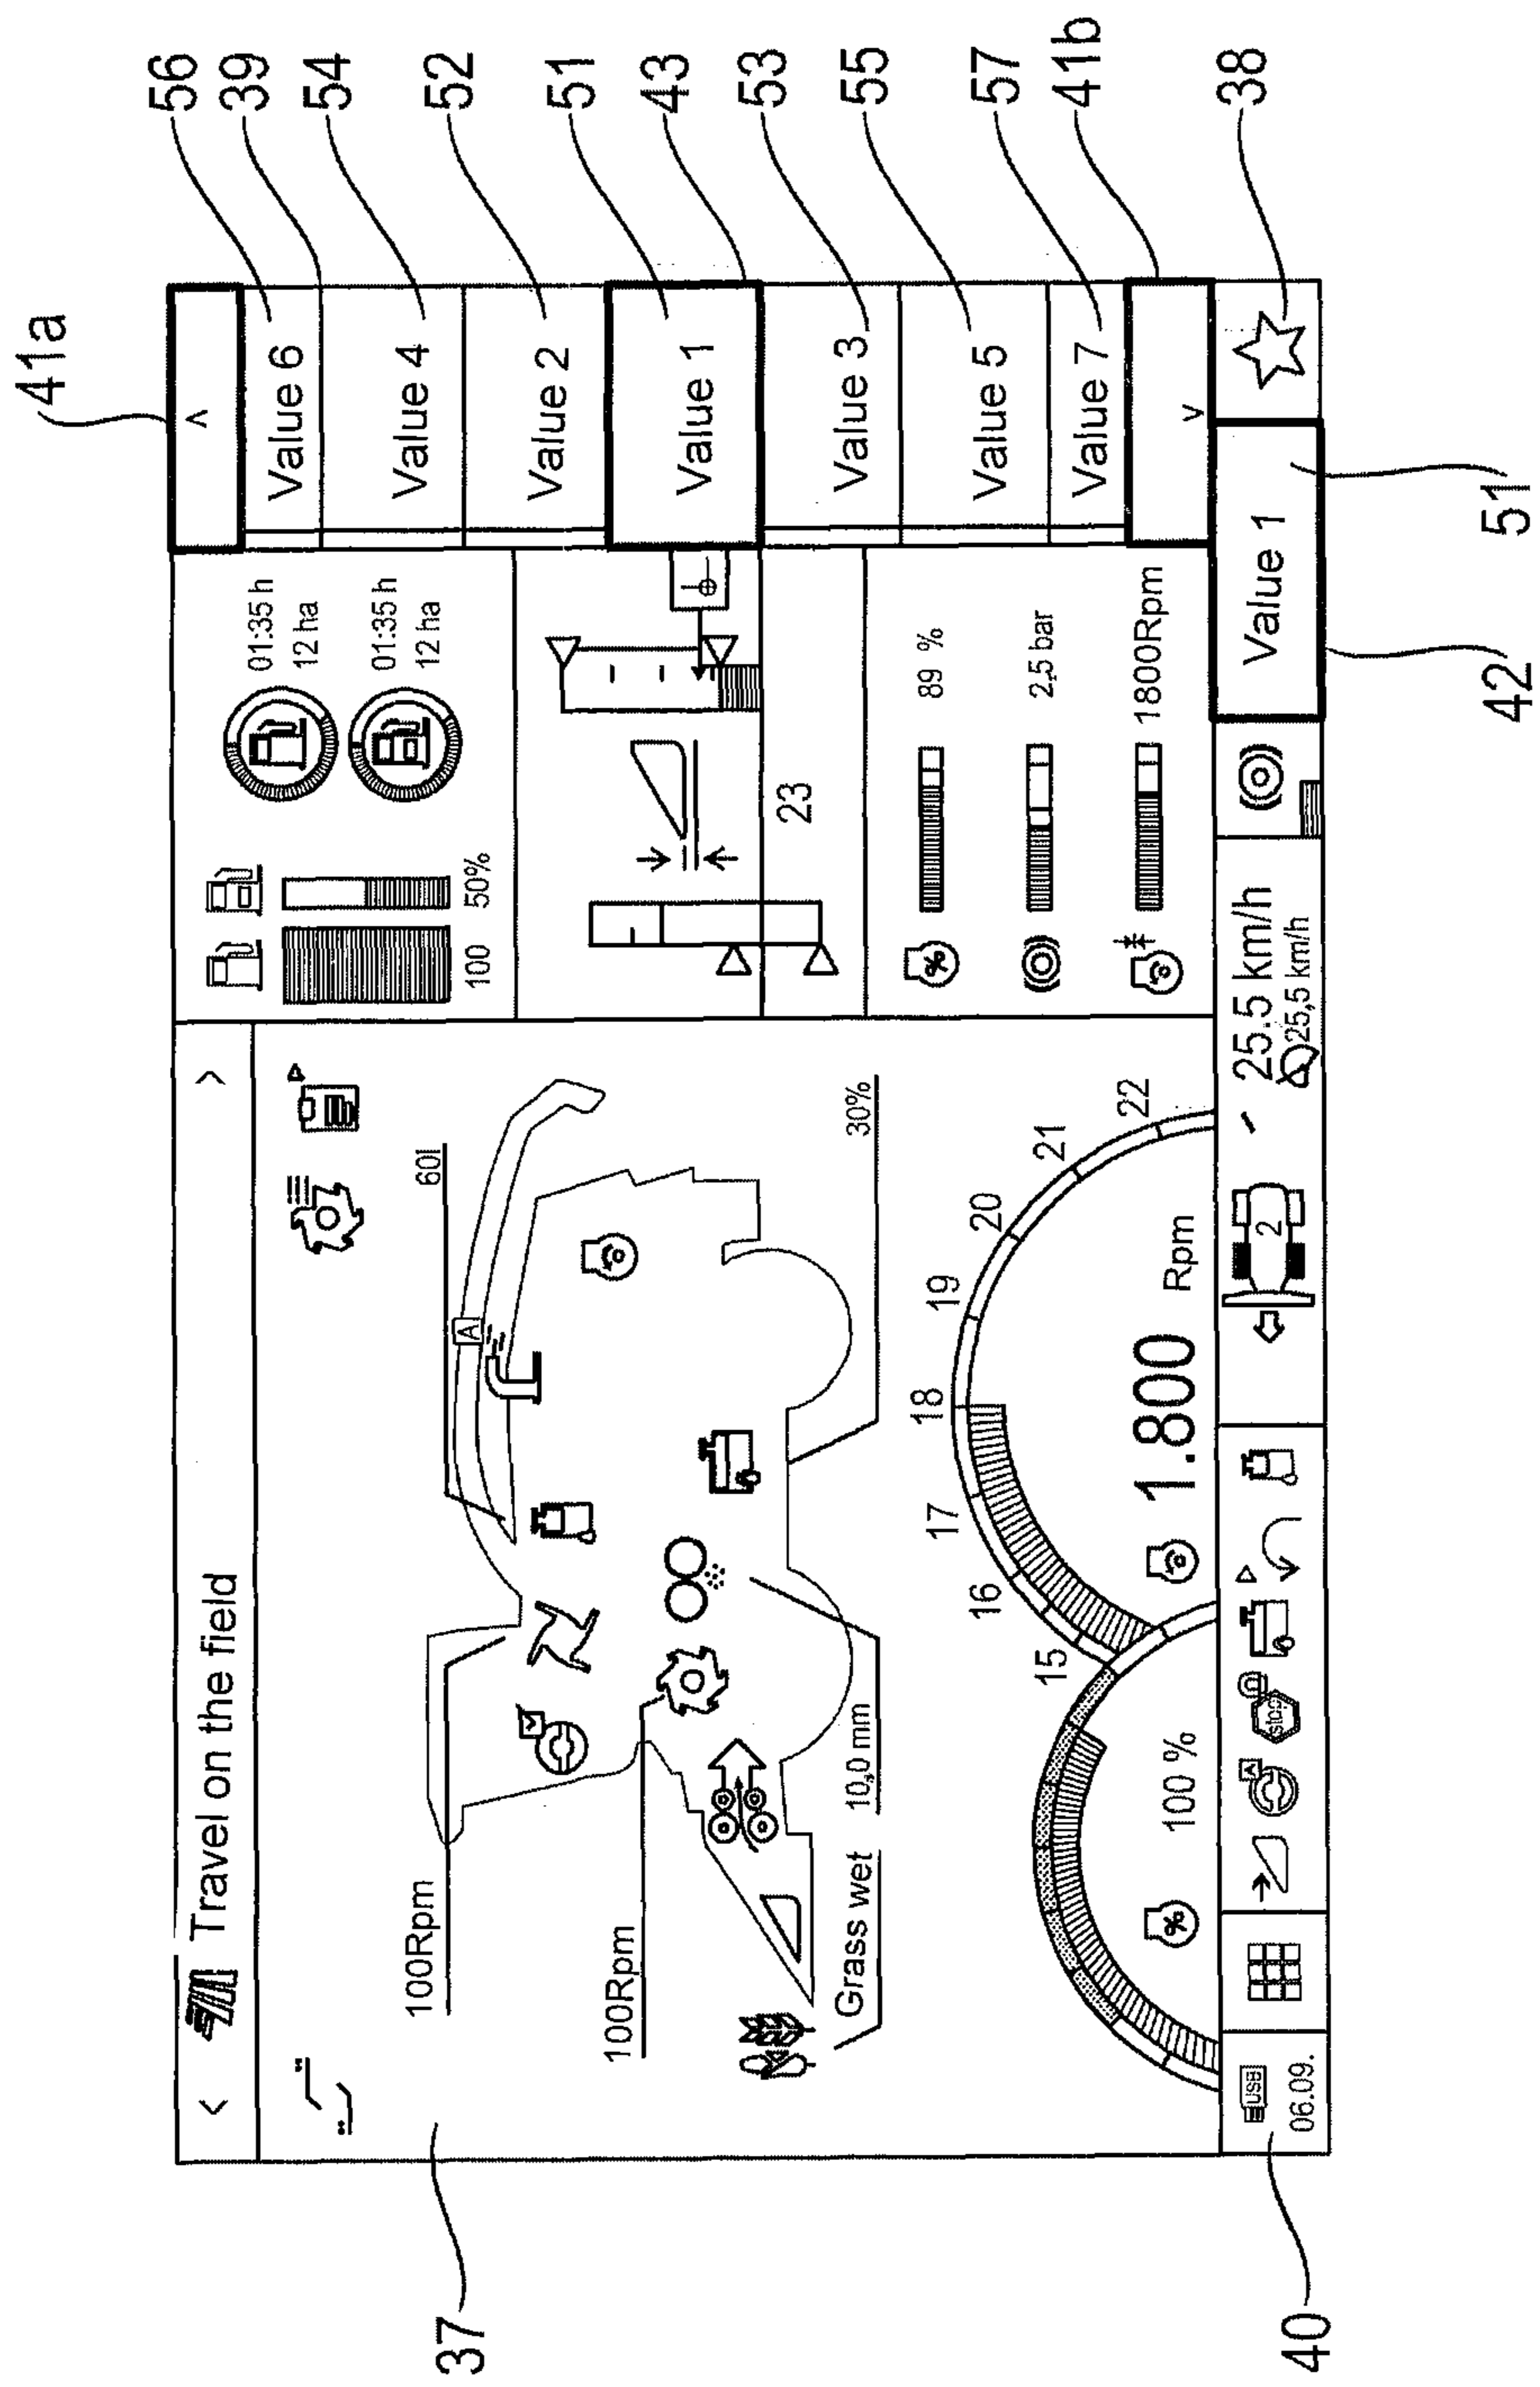 41a
56
39
54
52
51
43
53
55
57
41b
38
51
42
37
40
< Travel on the field >
100 50%
01:35 h
12 ha
01:35 h
12 ha
^
Value 6
Value 4
Value 2
Value 1
Value 3
Value 5
Value 7
v
23
89 %
2,5 bar
1800Rpm
100Rpm
60l
A
100Rpm
Grass wet
10,0 mm
30%
100 %
%
15
16
17
18
19
20
21
22
1.800
Rpm
%
USB
06.09.
A
stop
2
25.5 km/h
25,5 km/h
Value 1